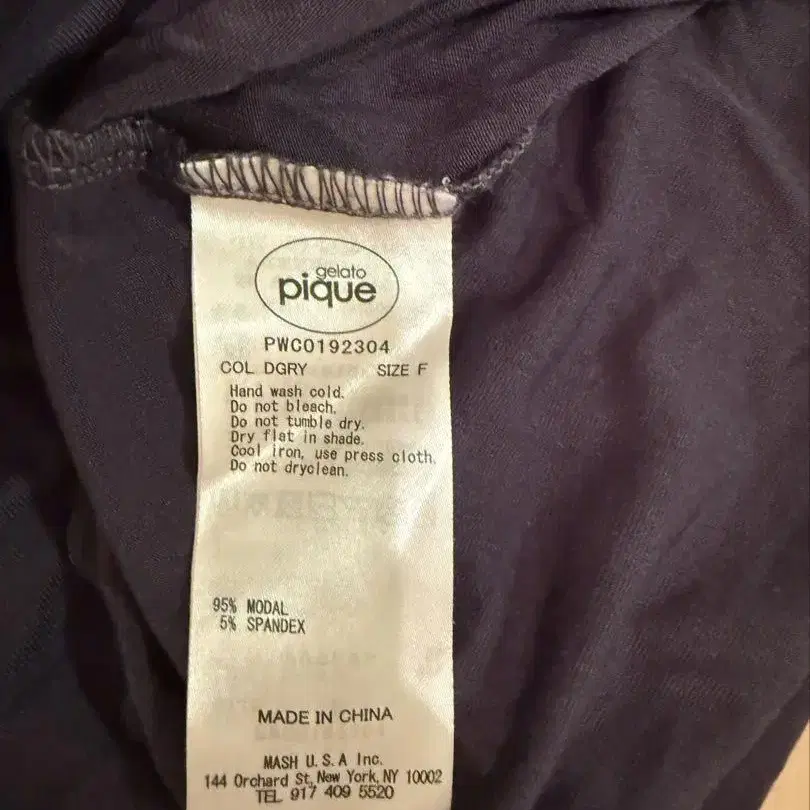 gelato
pique
PWCO192304
COL DGRY SIZE F
Hand wash cold.
Do not bleach.
Do not tumble dry.
Dry flat in shade.
Cool iron, use press cloth.
Do not dryclean.
95% MODAL
5% SPANDEX
MADE IN CHINA
MASH U.S.A Inc.
144 Orchard St, New York, NY 10002
TEL 917 409 5520